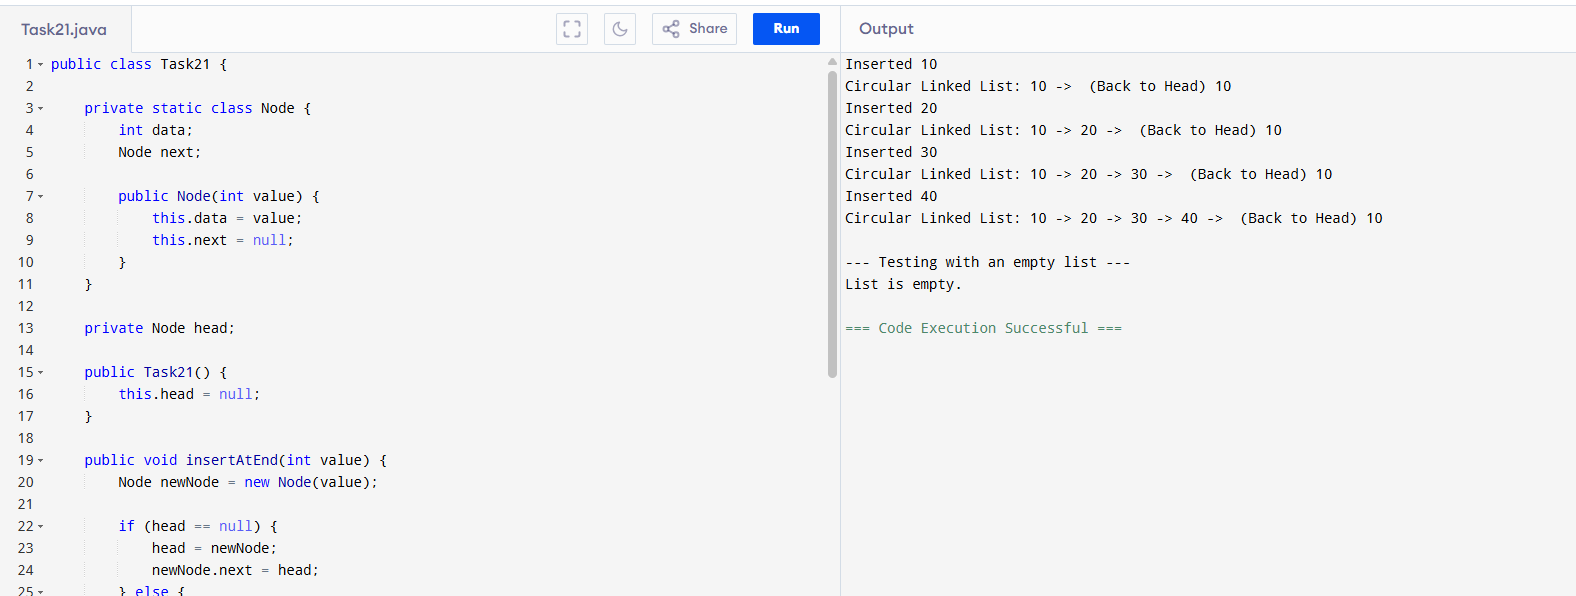 Task21.java
Share
Run
Output
1 public class Task21 {
2
3 private static class Node {
4 int data;
5 Node next;
6
7 public Node(int value) {
8 this.data = value;
9 this.next = null;
10 }
11 }
12
13 private Node head;
14
15 public Task21() {
16 this.head = null;
17 }
18
19 public void insertAtEnd(int value) {
20 Node newNode = new Node(value);
21
22 if (head == null) {
23 head = newNode;
24 newNode.next = head;
25 } else {
Inserted 10
Circular Linked List: 10 ->  (Back to Head) 10
Inserted 20
Circular Linked List: 10 -> 20 ->  (Back to Head) 10
Inserted 30
Circular Linked List: 10 -> 20 -> 30 ->  (Back to Head) 10
Inserted 40
Circular Linked List: 10 -> 20 -> 30 -> 40 ->  (Back to Head) 10
--- Testing with an empty list ---
List is empty.
=== Code Execution Successful ===